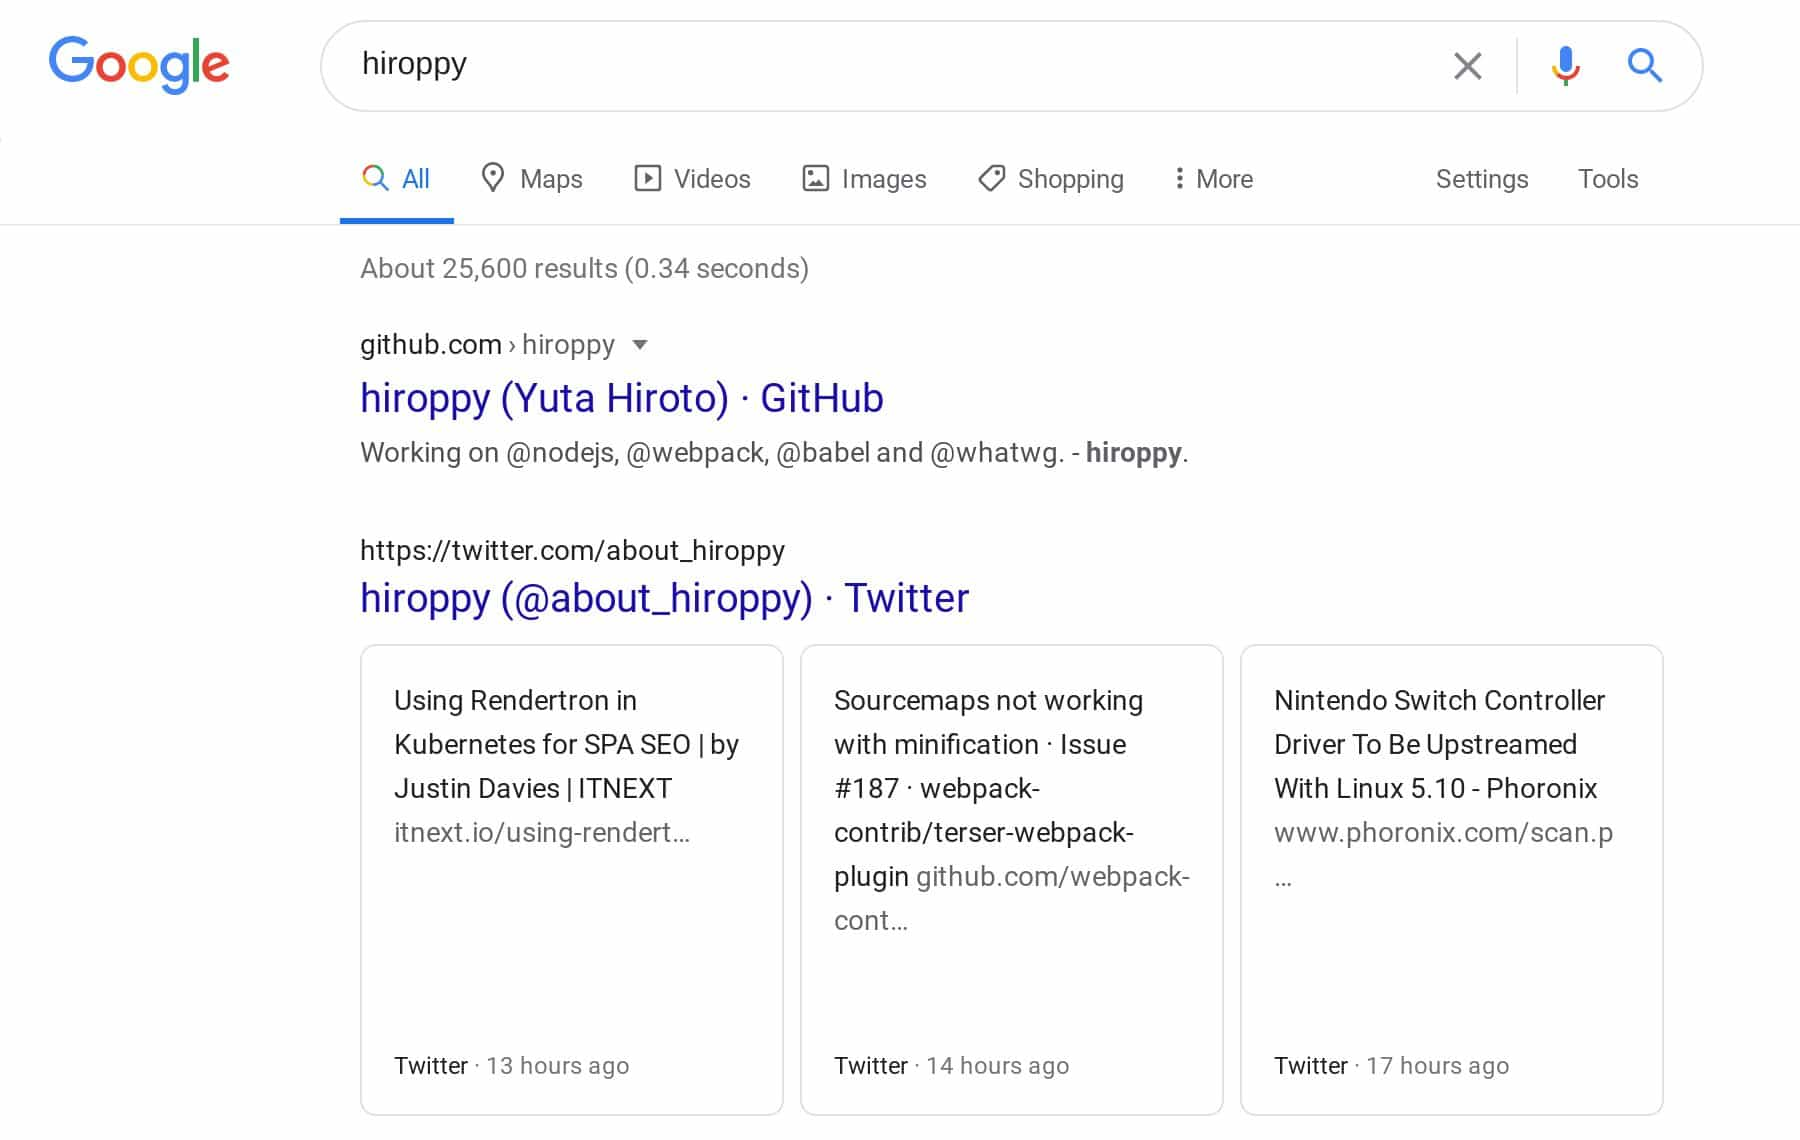 Google
hiroppy
All
Maps
Videos
Images
Shopping
More
Settings
Tools
About 25,600 results (0.34 seconds)
github.com › hiroppy
hiroppy (Yuta Hiroto) · GitHub
Working on @nodejs, @webpack, @babel and @whatwg. - hiroppy.
https://twitter.com/about_hiroppy
hiroppy (@about_hiroppy) · Twitter
Using Rendertron in
Kubernetes for SPA SEO | by
Justin Davies | ITNEXT
itnext.io/using-rendert...
Twitter · 13 hours ago
Sourcemaps not working
with minification · Issue
#187 · webpack-
contrib/terser-webpack-
plugin github.com/webpack-
cont...
Twitter · 14 hours ago
Nintendo Switch Controller
Driver To Be Upstreamed
With Linux 5.10 - Phoronix
www.phoronix.com/scan.p
...
Twitter · 17 hours ago